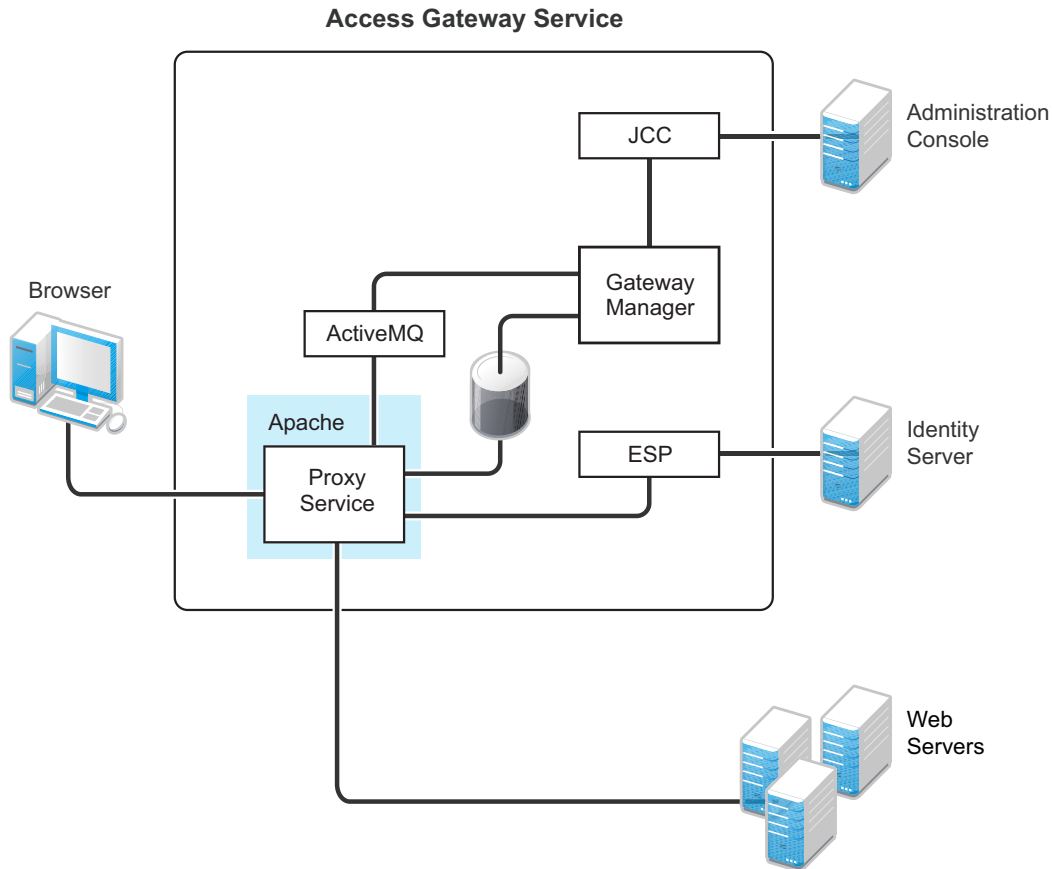 Access Gateway Service
JCC
Administration
Console
Gateway
Manager
Browser
ActiveMQ
Apache
ESP
Identity
Server
Proxy
Service
Web
Servers